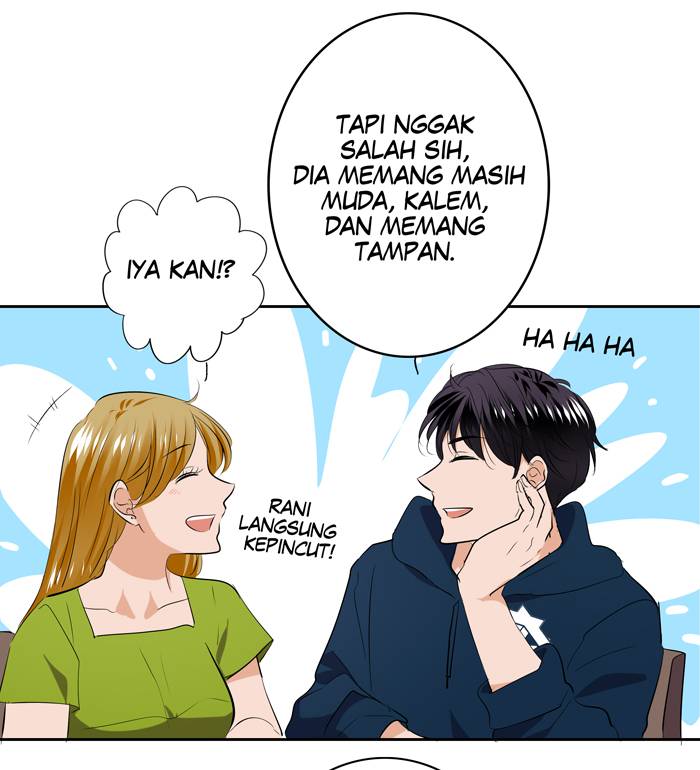 TAPI NGGAK
SALAH SIH,
DIA MEMANG MASIH
MUDA, KALEM,
DAN MEMANG
TAMPAN.
IYA KAN!?
HA HA HA
RANI
LANGSUNG
KEPINCUT!